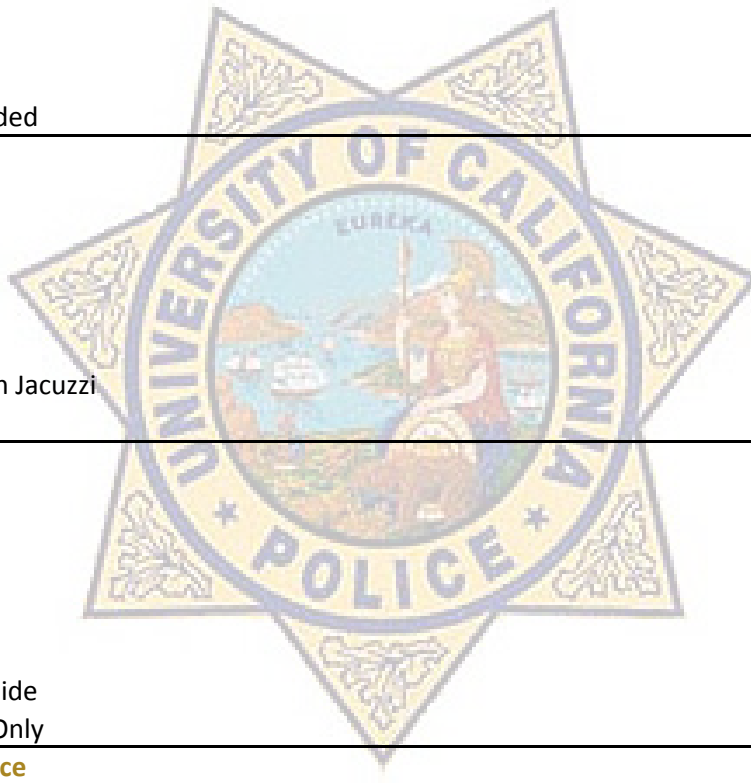 ded
UNIVERSITY OF CALIFORNIA
EUREKA
n Jacuzzi
* POLICE *
ide
Only
ce